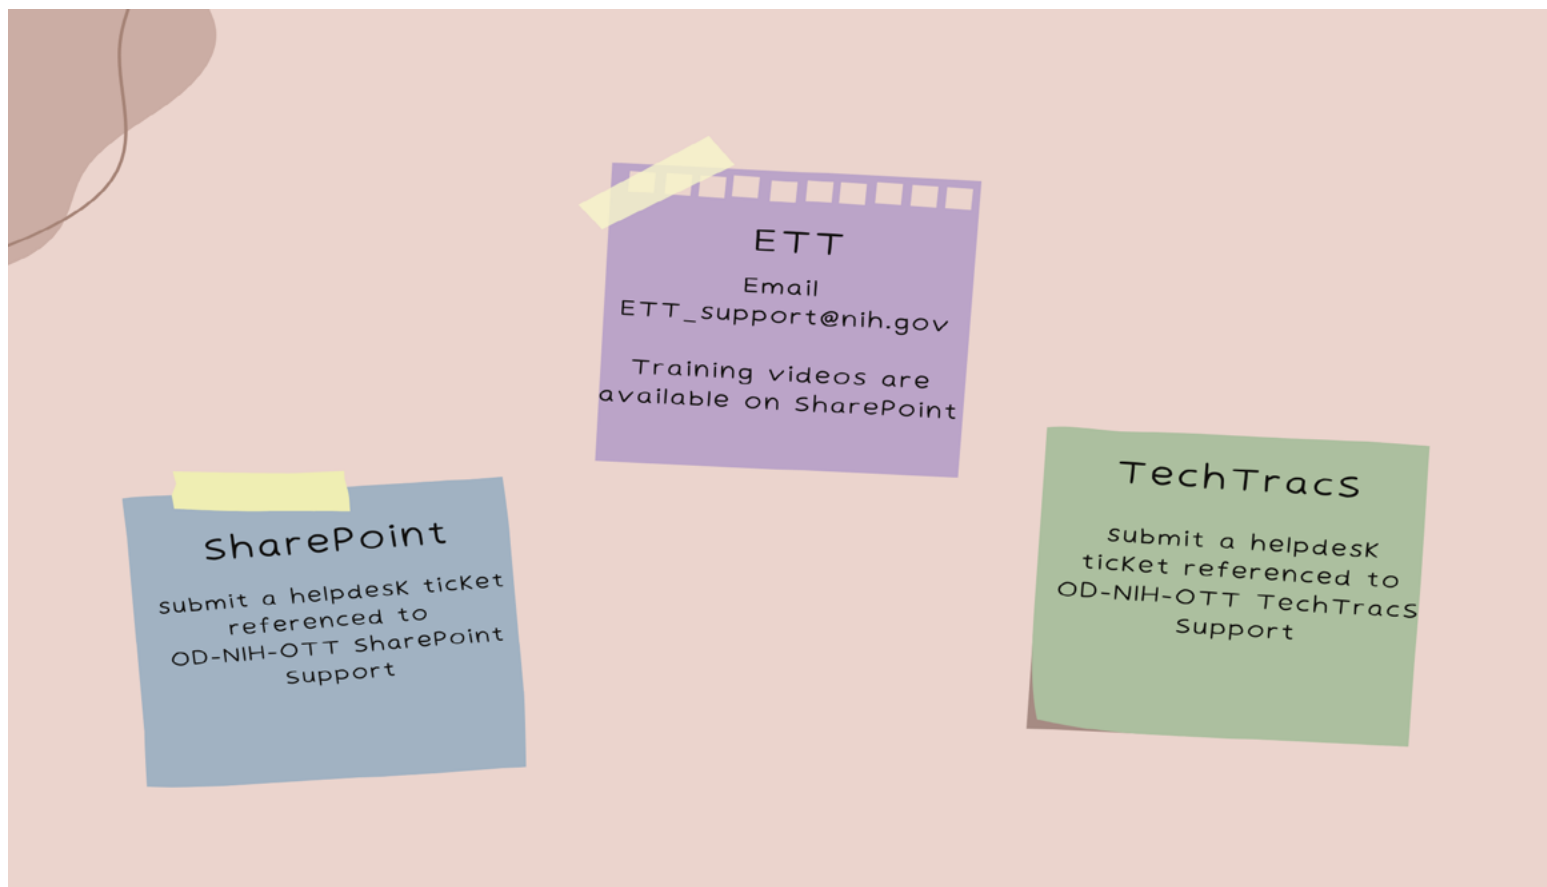 ETT
Email
ETT_support@nih.gov
Training videos are
available on SharePoint
SharePoint
submit a helpdesk ticket
referenced to
OD-NIH-OTT SharePoint
Support
TechTracS
submit a helpdesk
ticket referenced to
OD-NIH-OTT TechTracS
Support